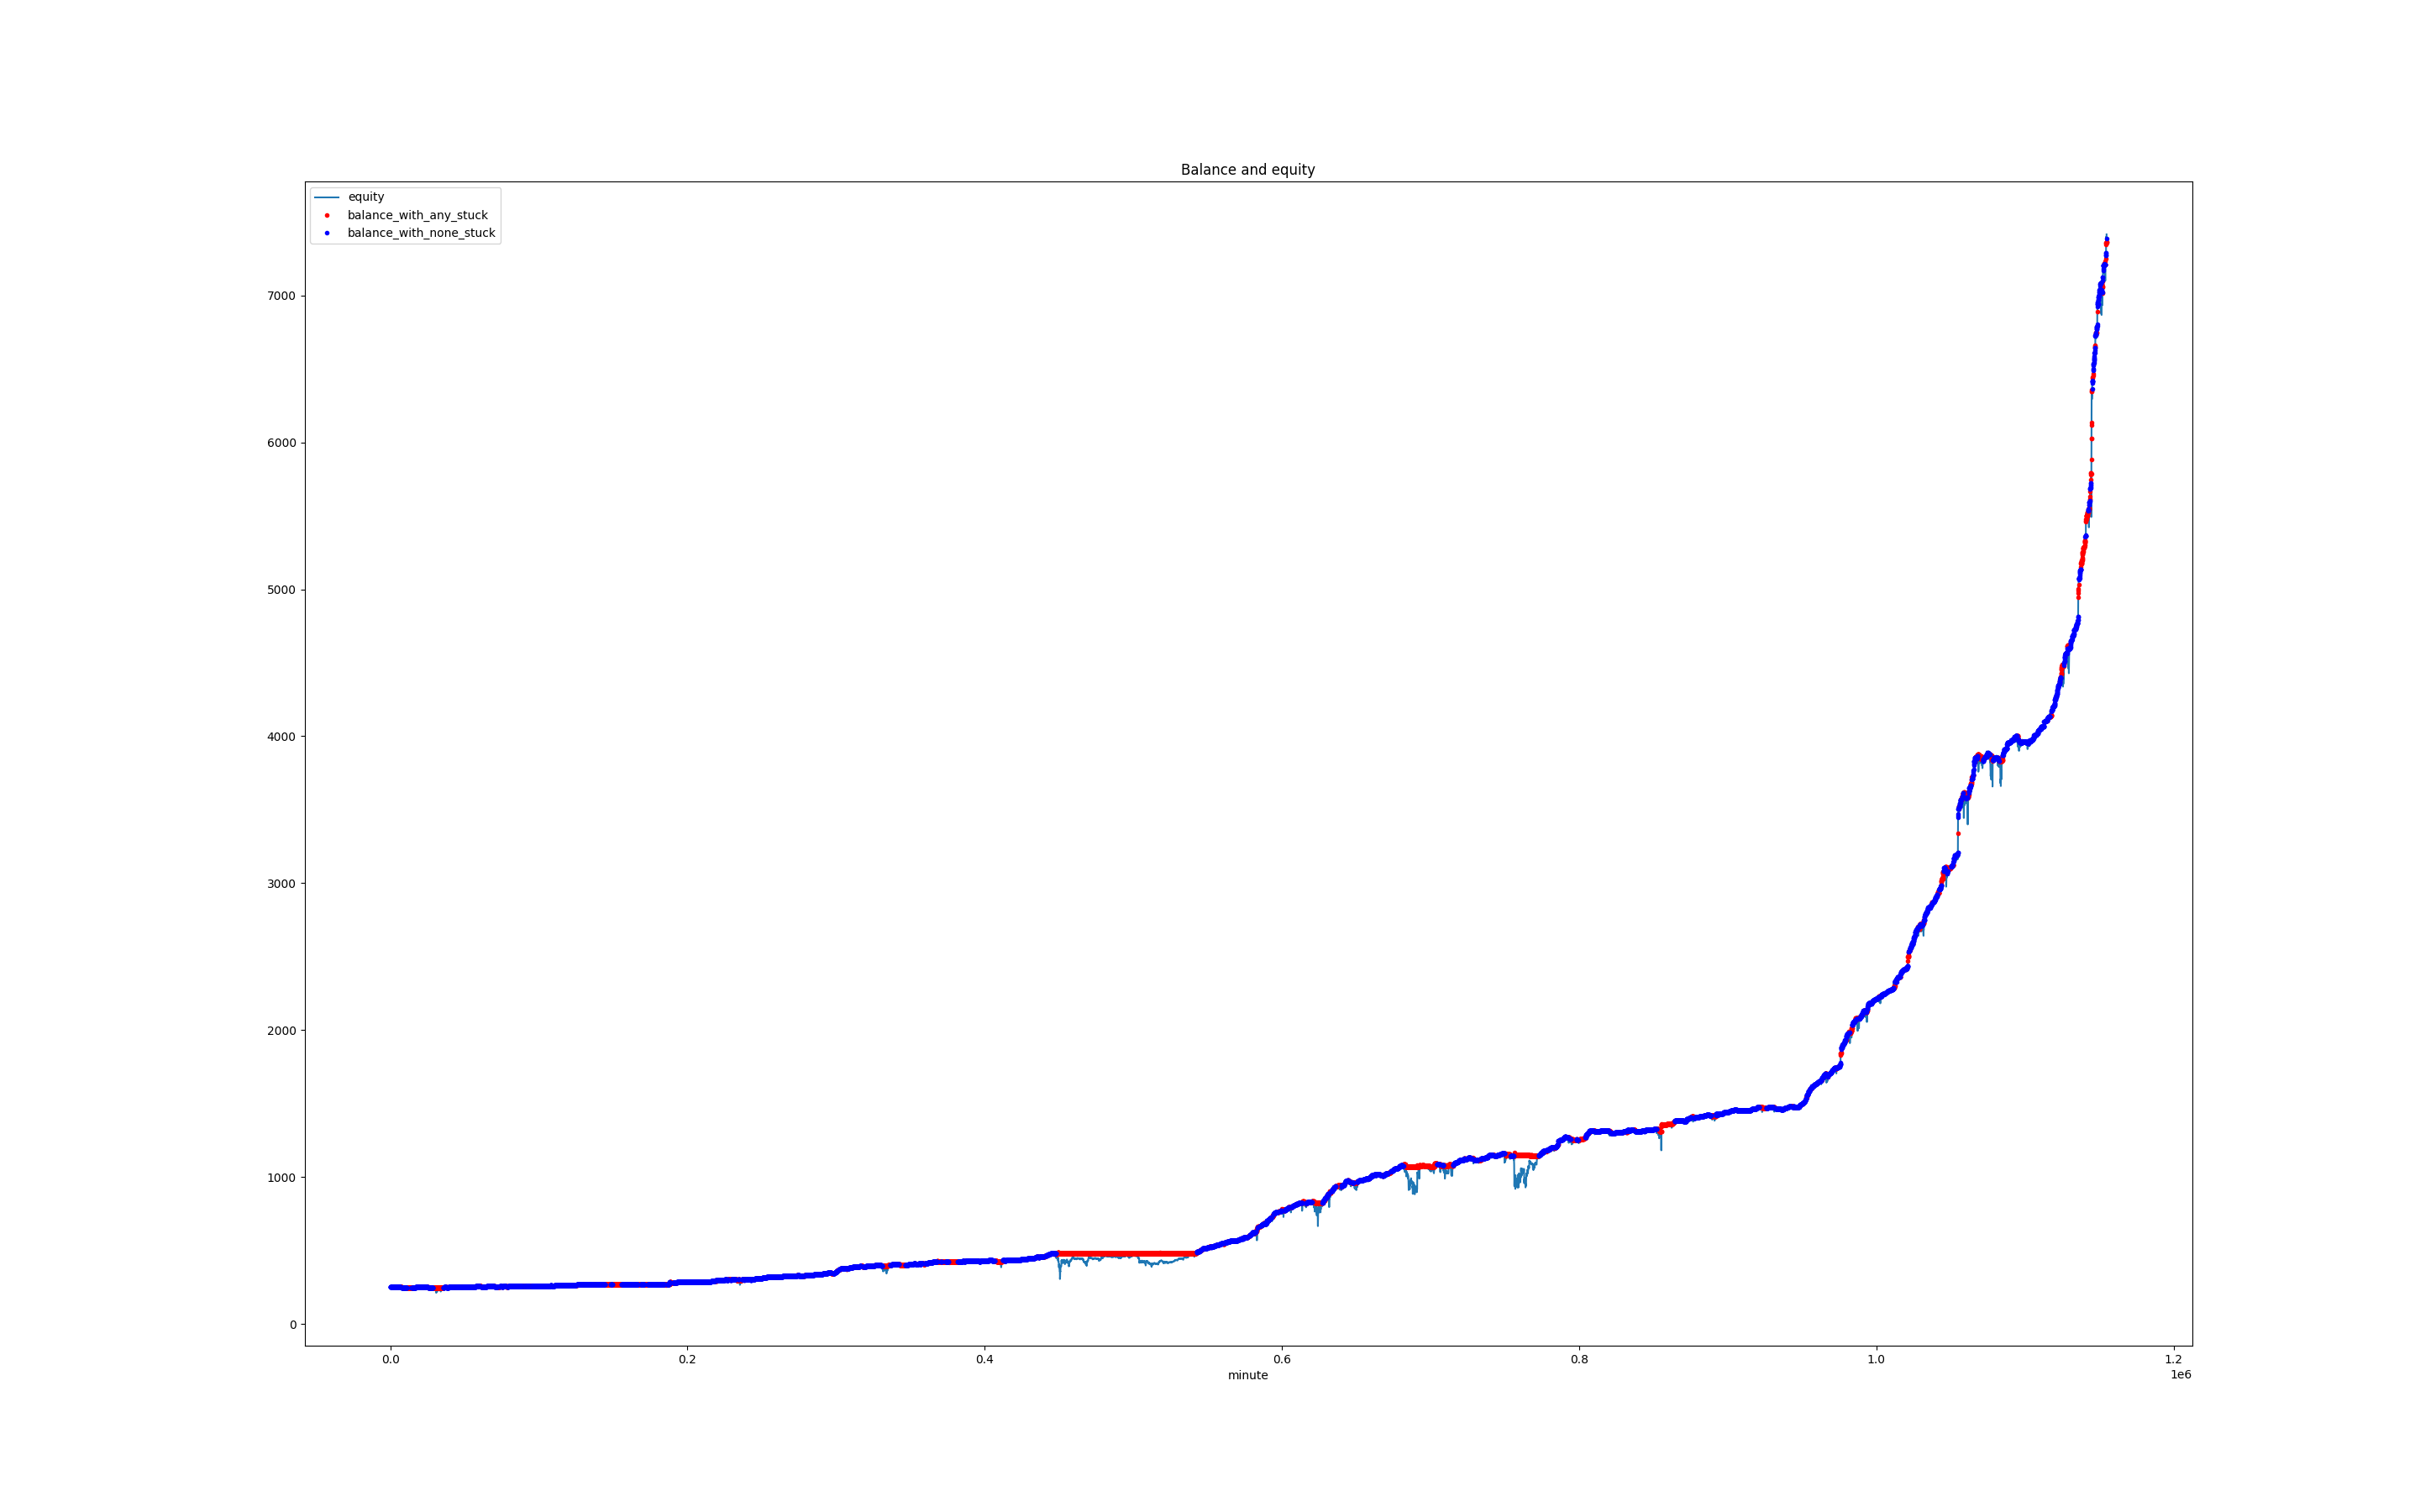 Balance and equity
equity
balance_with_any_stuck
balance_with_none_stuck
7000
6000
5000
4000
3000
2000
1000
0
0.0 0.2 0.4 0.6 0.8 1.0 1.2
minute 1e6